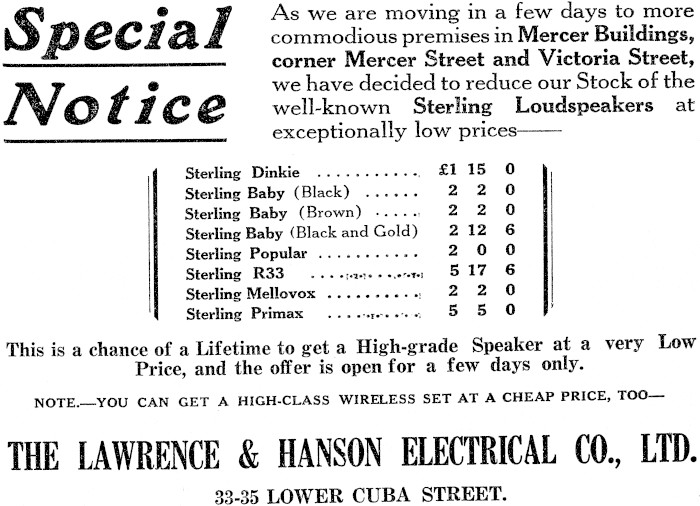 Special
Notice
As we are moving in a few days to more
commodious premises in Mercer Buildings,
corner Mercer Street and Victoria Street,
we have decided to reduce our Stock of the
well-known Sterling Loudspeakers at
exceptionally low prices——
Sterling Dinkie ........... £1 15 0
Sterling Baby (Black) ...... 2 2 0
Sterling Baby (Brown) ..... 2 2 0
Sterling Baby (Black and Gold) 2 12 6
Sterling Popular ........... 2 0 0
Sterling R33 ........... 5 17 6
Sterling Mellovox .......... 2 2 0
Sterling Primax .......... 5 5 0
This is a chance of a Lifetime to get a High-grade Speaker at a very Low
Price, and the offer is open for a few days only.
NOTE.—YOU CAN GET A HIGH-CLASS WIRELESS SET AT A CHEAP PRICE, TOO—
THE LAWRENCE & HANSON ELECTRICAL CO., LTD.
33-35 LOWER CUBA STREET.